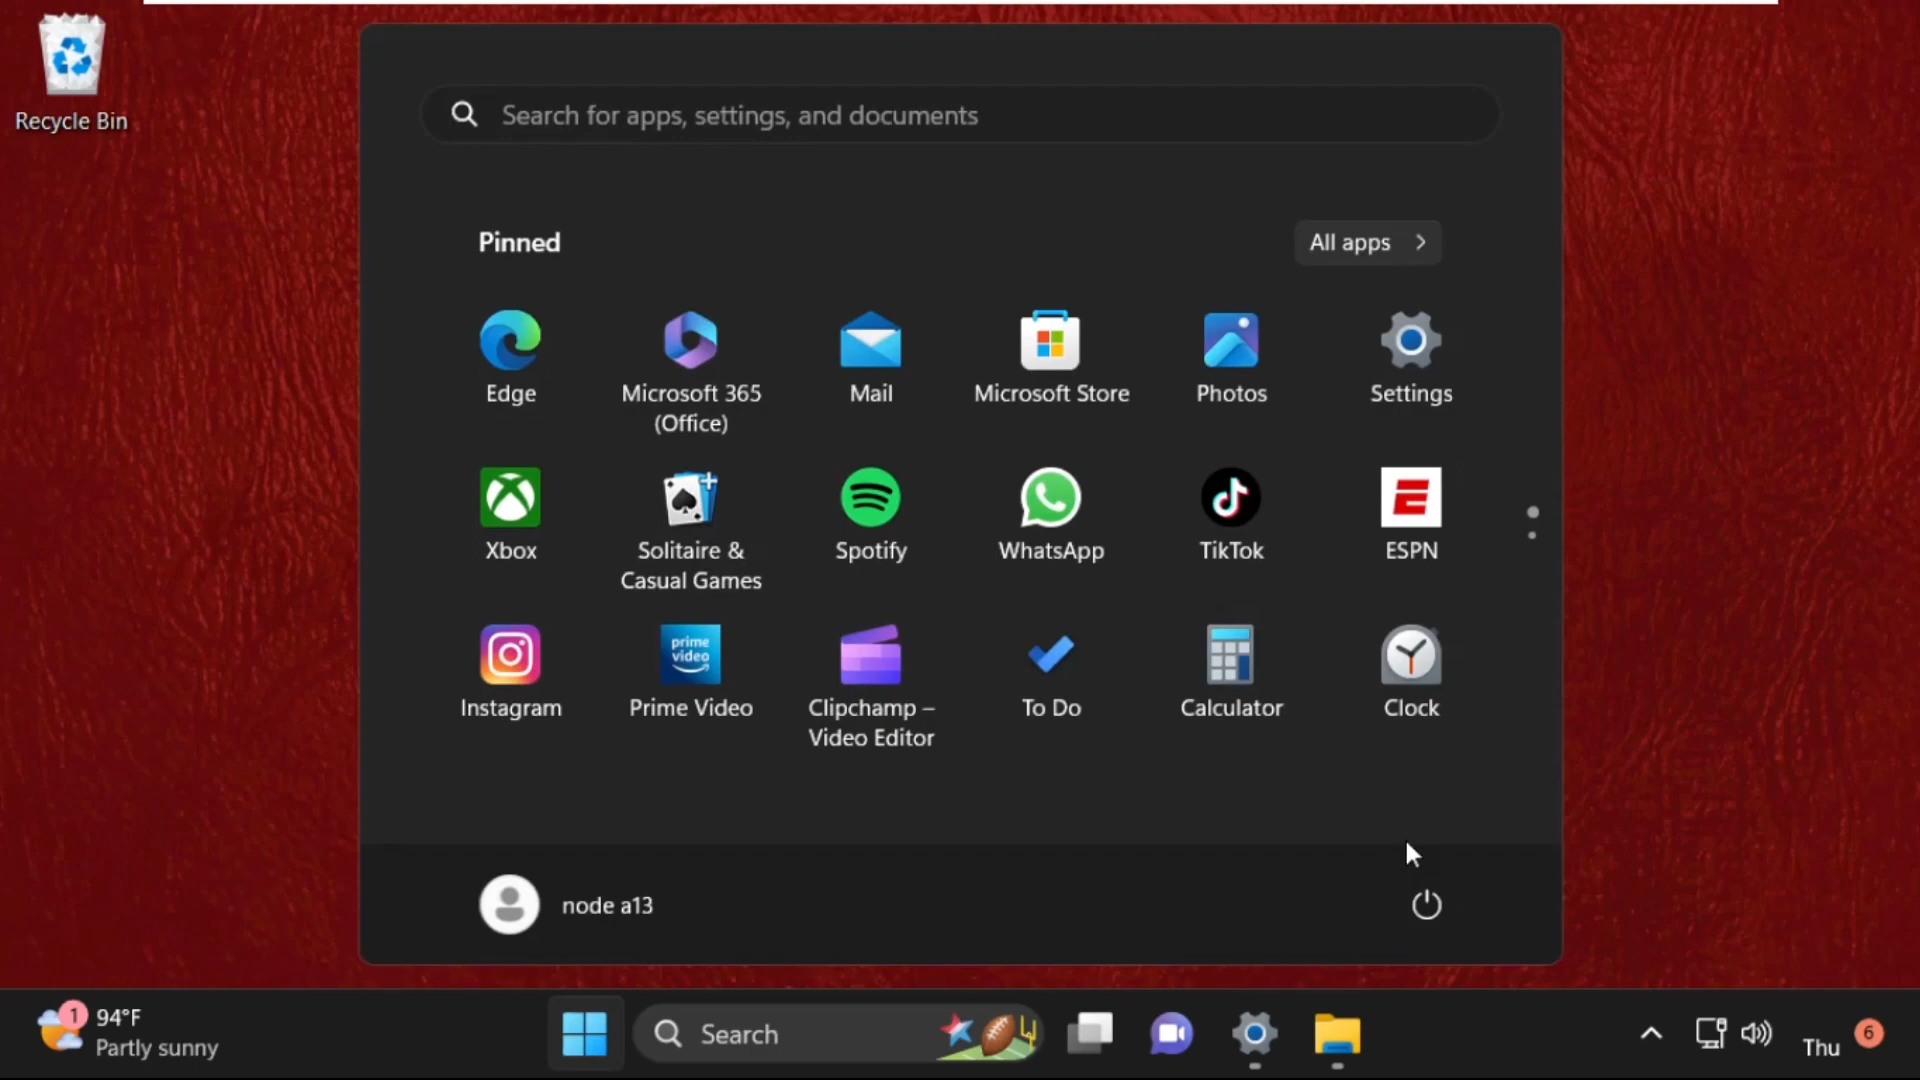 Recycle Bin
Search for apps, settings, and documents
Pinned
All apps
Edge
Microsoft 365
(Office)
Mail
Microsoft Store
Photos
Settings
Xbox
Solitaire &
Casual Games
Spotify
WhatsApp
TikTok
ESPN
Instagram
prime
video
Prime Video
Clipchamp –
Video Editor
To Do
Calculator
Clock
node a13
1
94°F
Partly sunny
Search
Thu
6